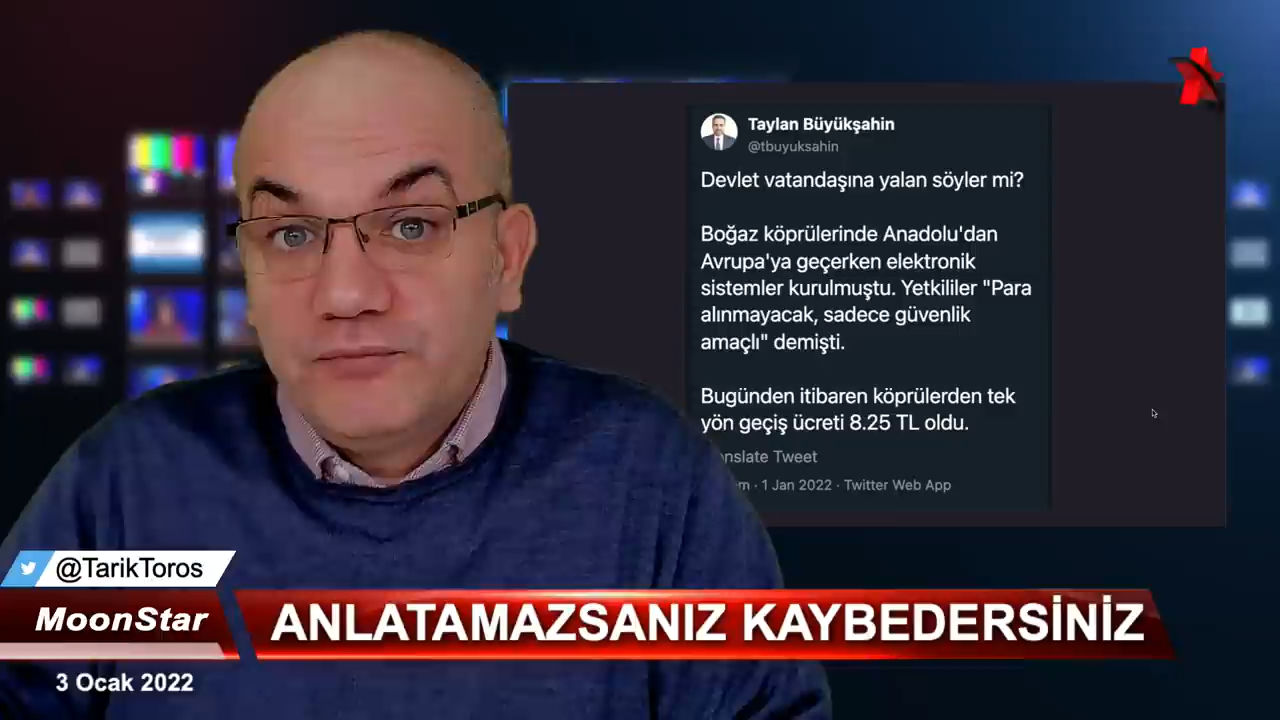 Taylan Büyükşahin
@tbuyuksahin
Devlet vatandaşına yalan söyler mi?
Boğaz köprülerinde Anadolu'dan
Avrupa'ya geçerken elektronik
sistemler kurulmuştu. Yetkililer "Para
alınmayacak, sadece güvenlik
amaçlı" demişti.
Bugünden itibaren köprülerden tek
yön geçiş ücreti 8.25 TL oldu.
Tweet
· 1 Jan 2022 · Twitter Web App
@TarikToros
MoonStar
ANLATAMAZSANIZ KAYBEDERSİNİZ
3 Ocak 2022